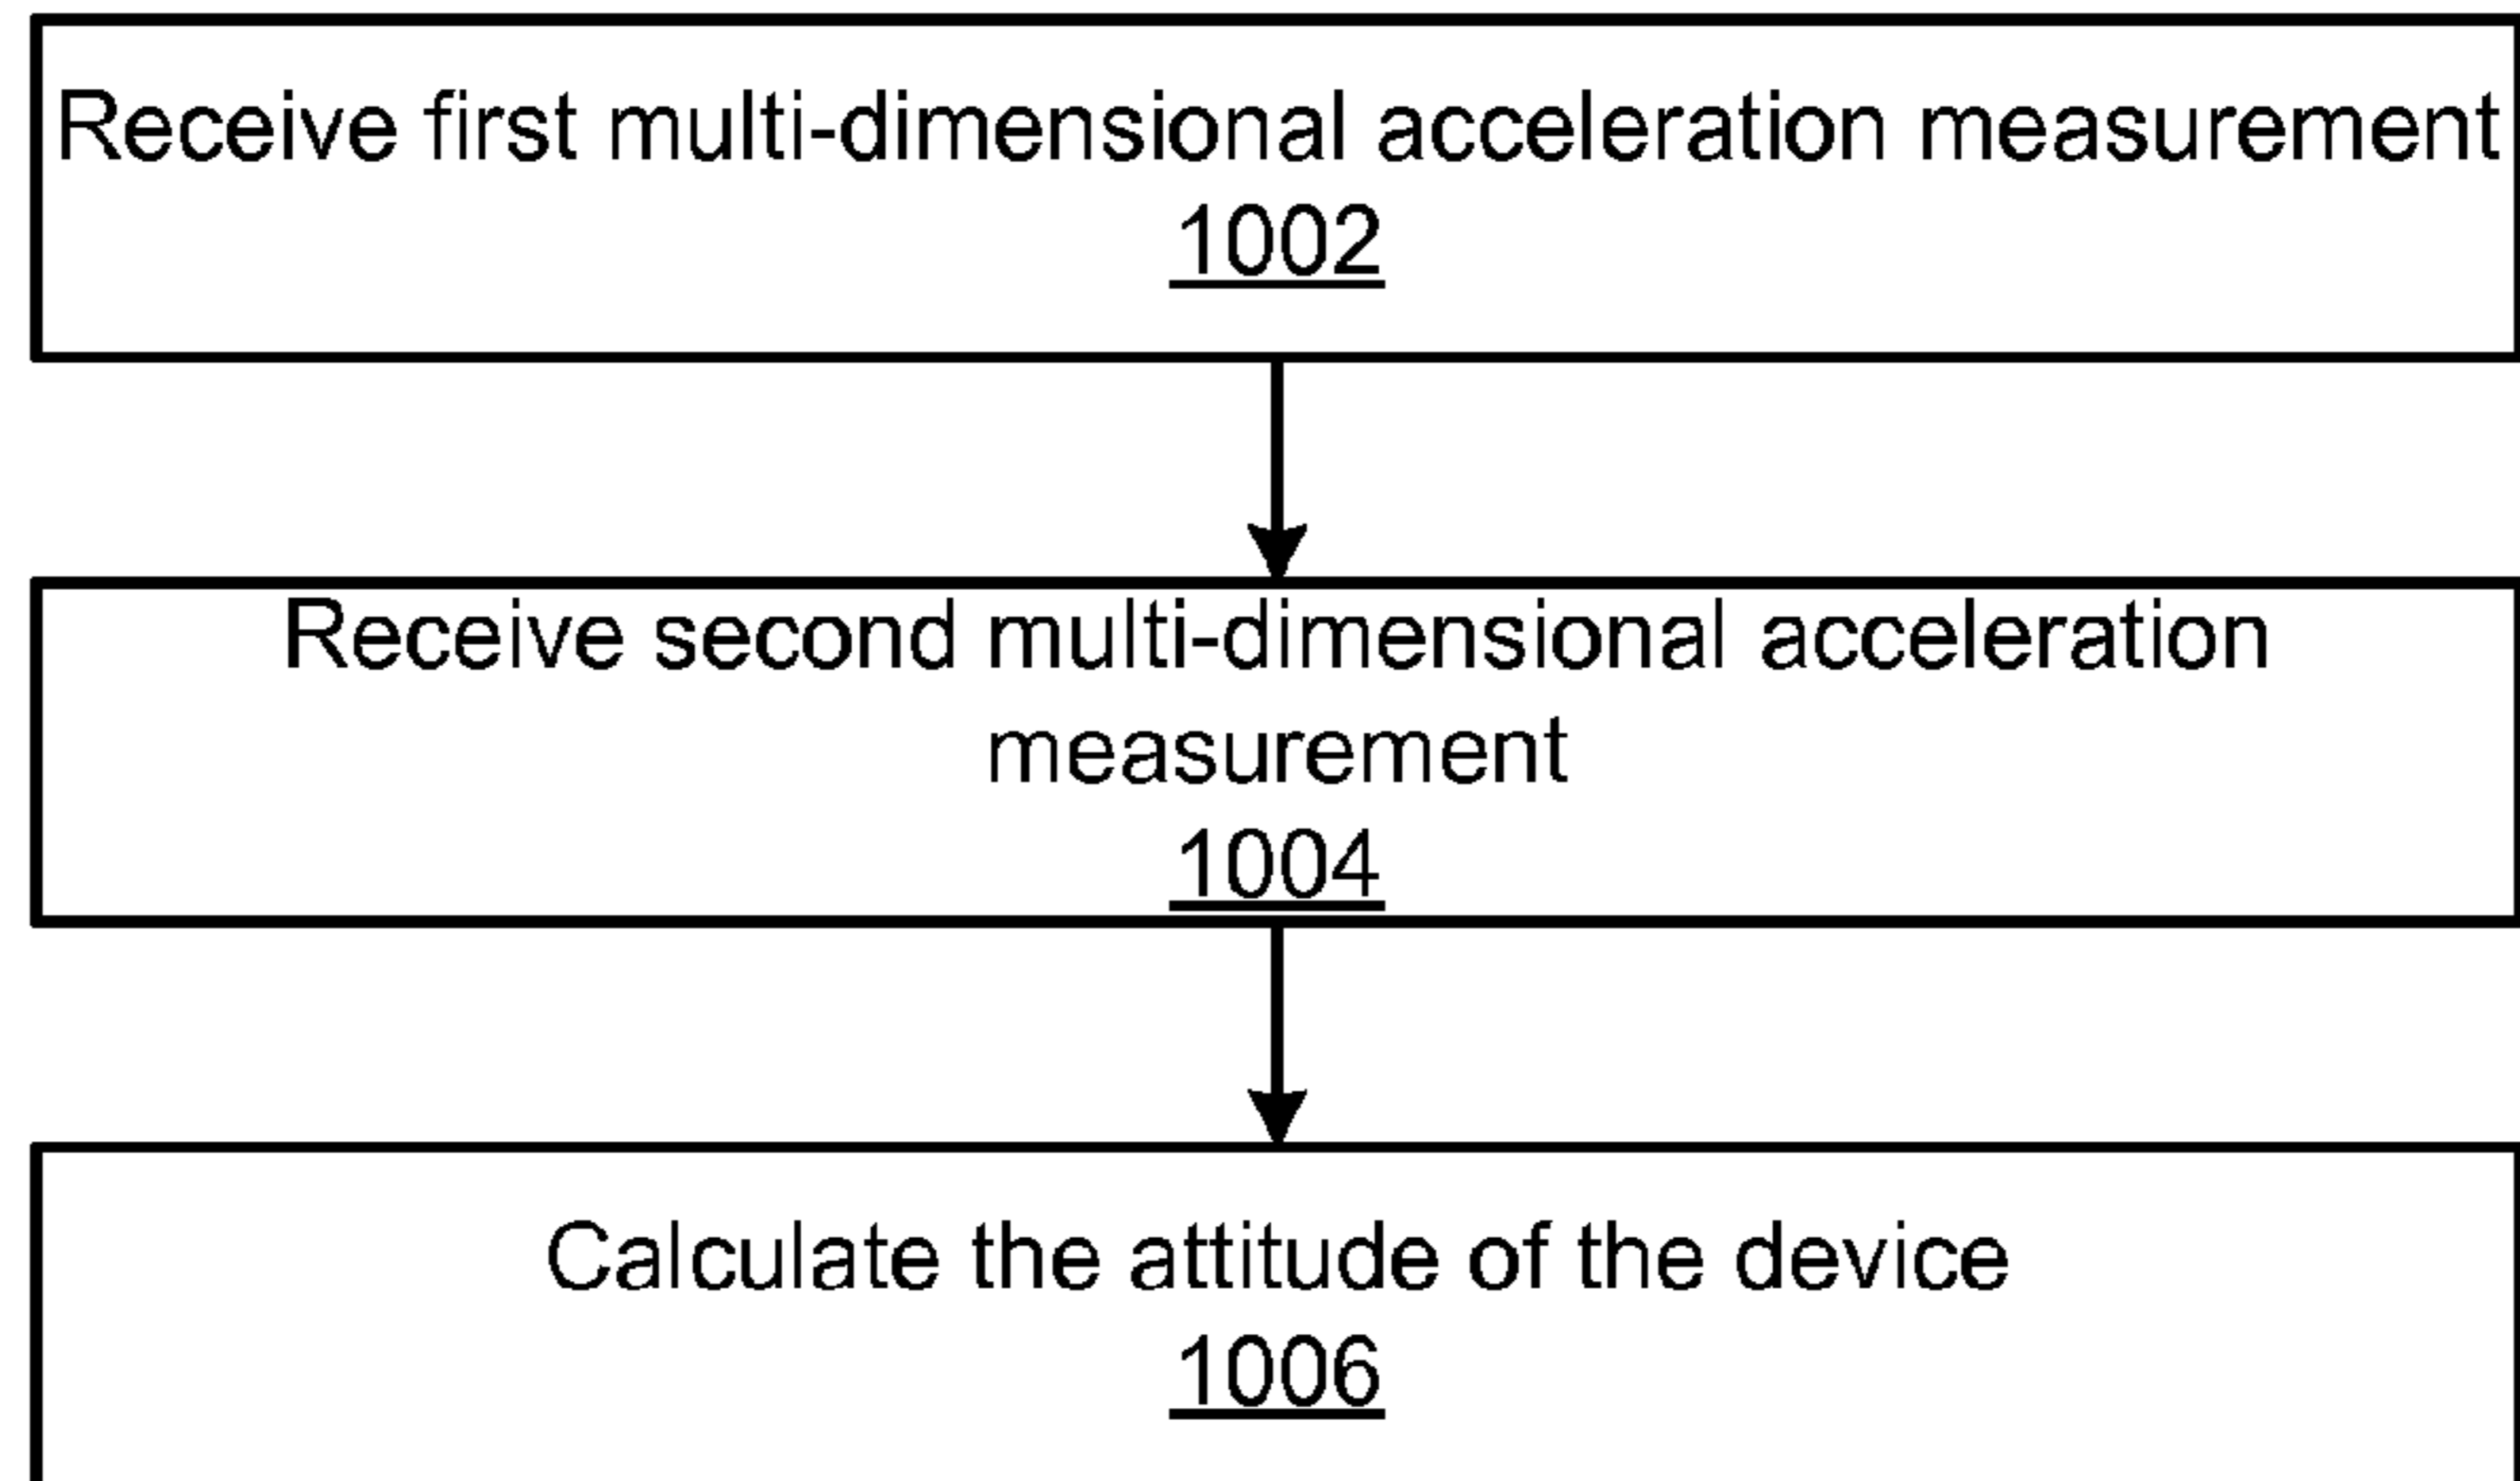 Receive first multi-dimensional acceleration measurement
1002
Receive second multi-dimensional acceleration
measurement
1004
Calculate the attitude of the device
1006